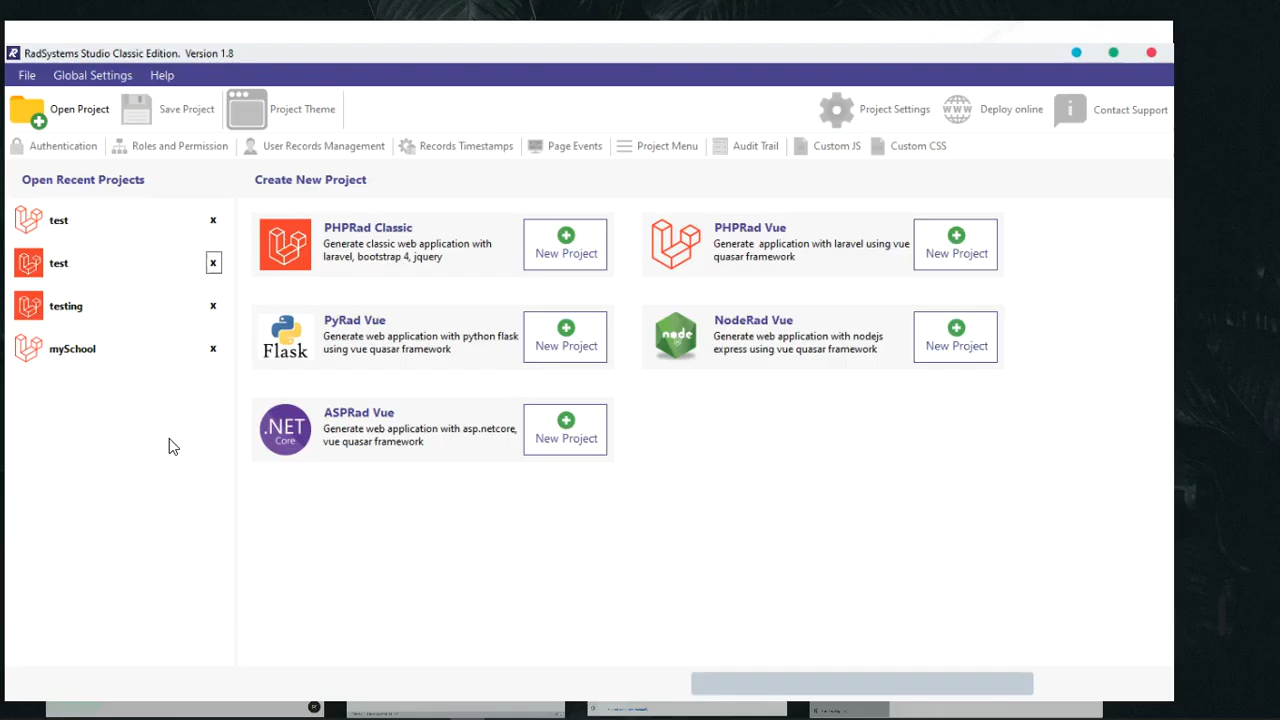 RadSystems Studio Classic Edition. Version 1.8
File Global Settings Help
Open Project Save Project Project Theme Project Settings WWW Deploy online Contact Support
Authentication Roles and Permission User Records Management Records Timestamps Page Events Project Menu Audit Trail Custom JS Custom CSS
Open Recent Projects
test x
test x
testing x
mySchool x
Create New Project
PHPRad Classic
Generate classic web application with
laravel, bootstrap 4, jquery
New Project
PHPRad Vue
Generate application with laravel using vue
quasar framework
New Project
Flask
PyRad Vue
Generate web application with python flask
using vue quasar framework
New Project
node
NodeRad Vue
Generate web application with nodejs
express using vue quasar framework
New Project
.NET
Core
ASPRad Vue
Generate web application with asp.netcore,
vue quasar framework
New Project